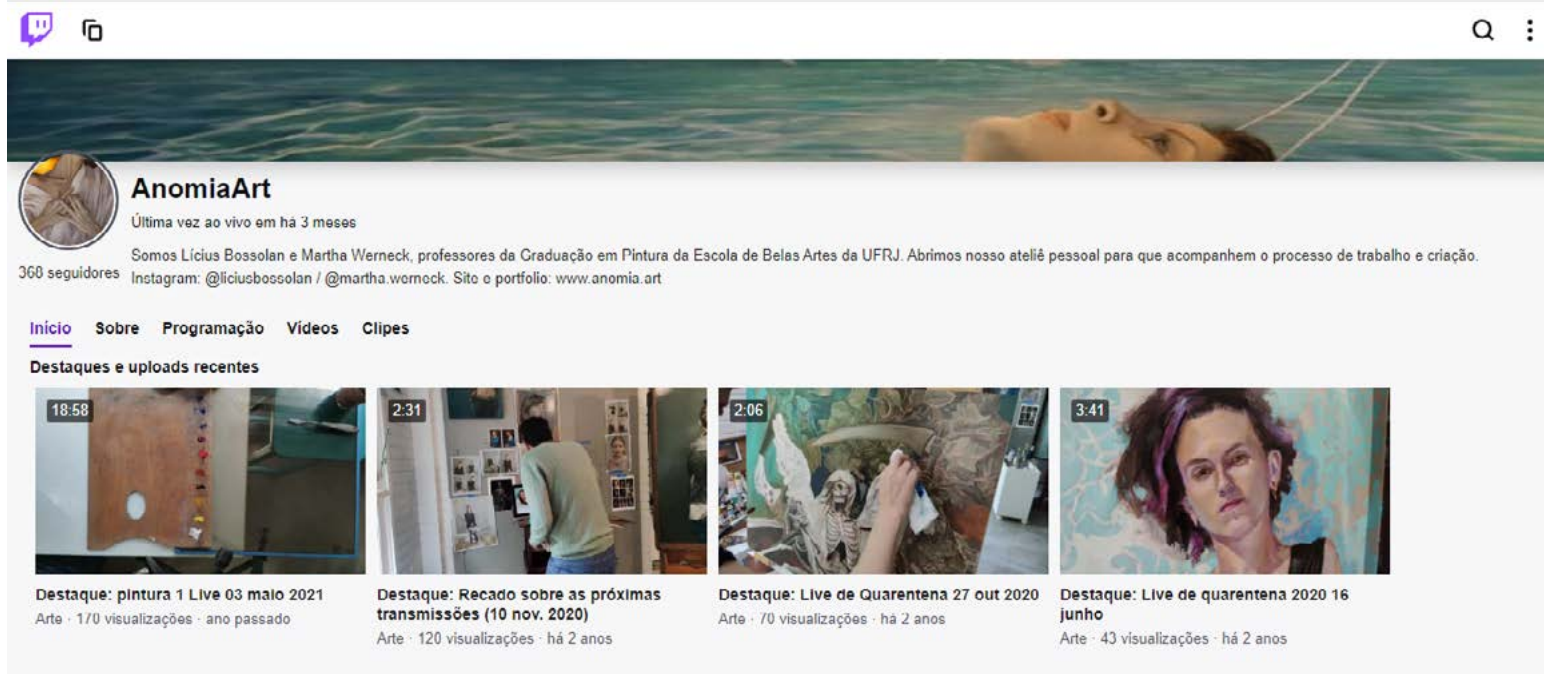 AnomiaArt
Última vez ao vivo em há 3 meses
Somos Lícius Bossolan e Martha Werneck, professores da Graduação em Pintura da Escola de Belas Artes da UFRJ. Abrimos nosso ateliê pessoal para que acompanhem o processo de trabalho e criação.
368 seguidores
Instagram: @liciusbossolan / @martha.werneck. Site e portfolio: www.anomia.art
Início Sobre Programação Vídeos Clipes
Destaques e uploads recentes
18:58
2:31
2:06
3:41
Destaque: pintura 1 Live 03 maio 2021
Arte · 170 visualizações · ano passado
Destaque: Recado sobre as próximas
transmissões (10 nov. 2020)
Arte · 120 visualizações · há 2 anos
Destaque: Live de Quarentena 27 out 2020
Arte · 70 visualizações · há 2 anos
Destaque: Live de quarentena 2020 16
junho
Arte · 43 visualizações · há 2 anos